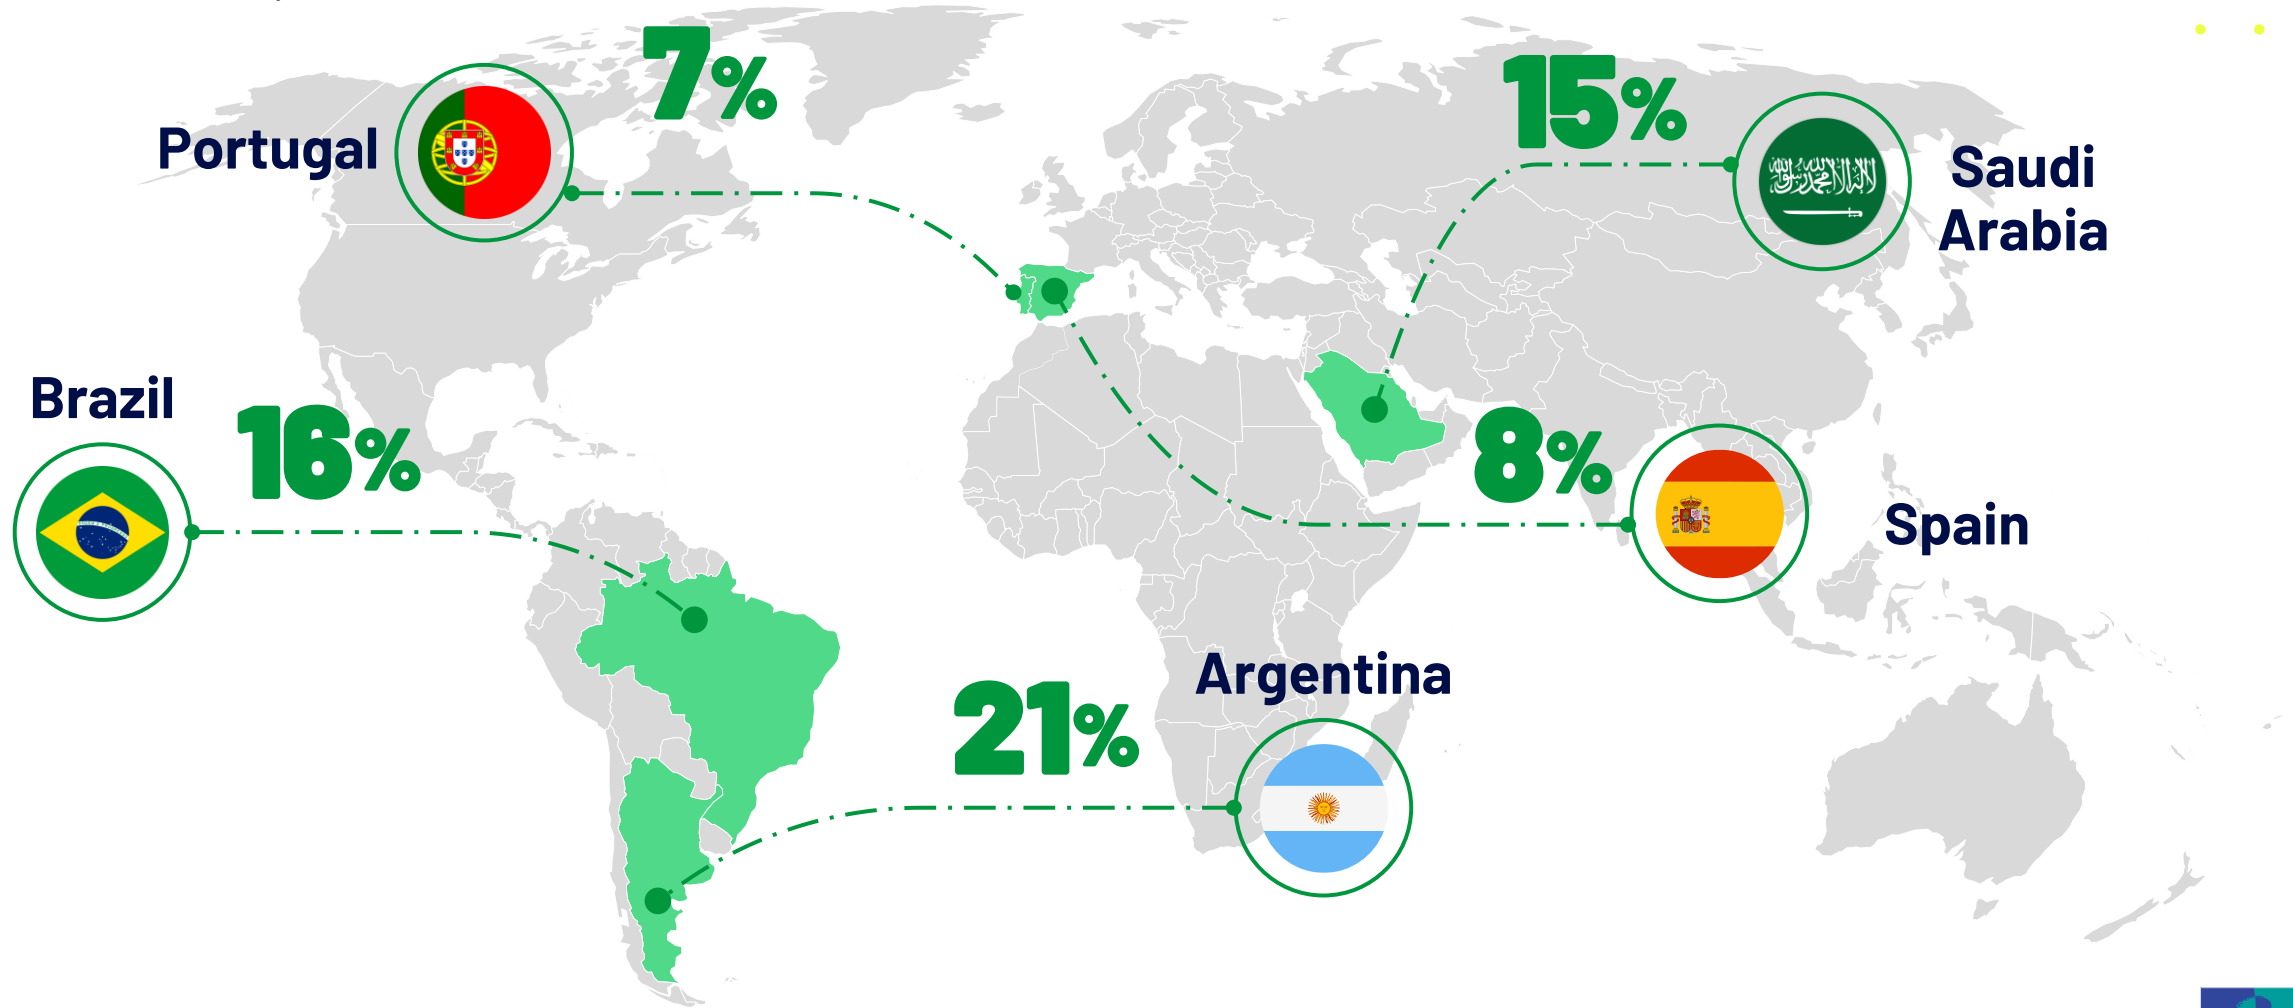 7%
15%
Portugal
Saudi
Arabia
Brazil
16%
8%
Spain
Argentina
21%